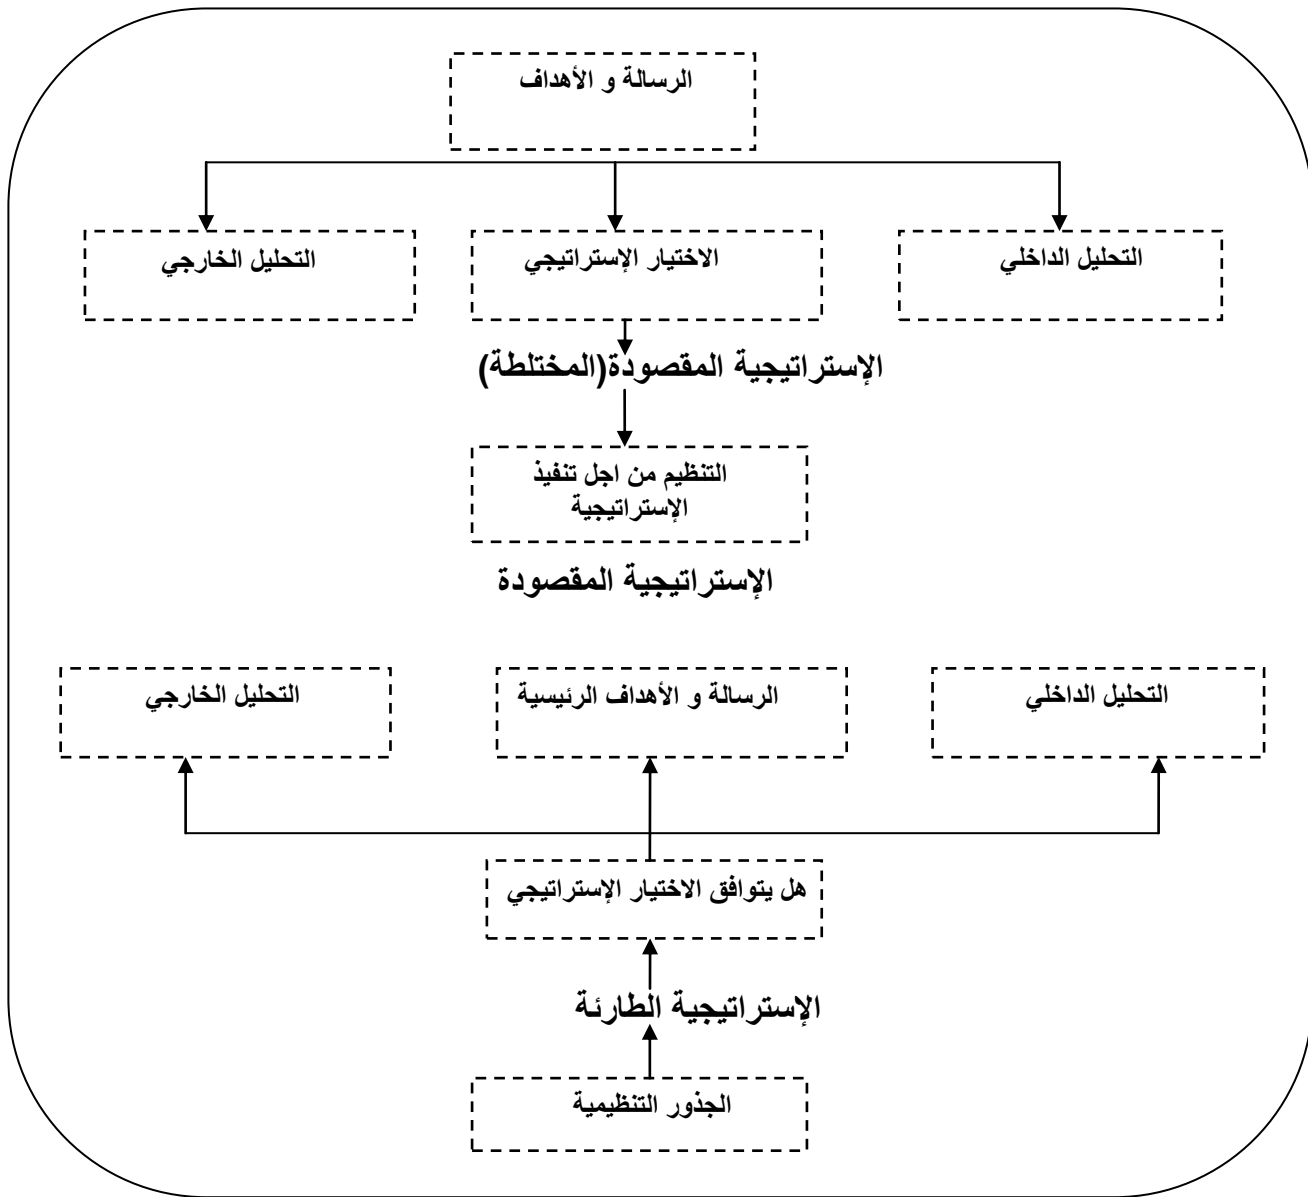 الرسالة و الأهداف
التحليل الداخلي
الاختيار الإستراتيجي
التحليل الخارجي
الإستراتيجية المقصودة(المختلطة)
التنظيم من اجل تنفيذ
الإستراتيجية
الإستراتيجية المقصودة
التحليل الداخلي
الرسالة و الأهداف الرئيسية
التحليل الخارجي
هل يتوافق الاختيار الإستراتيجي
الإستراتيجية الطارئة
الجذور التنظيمية